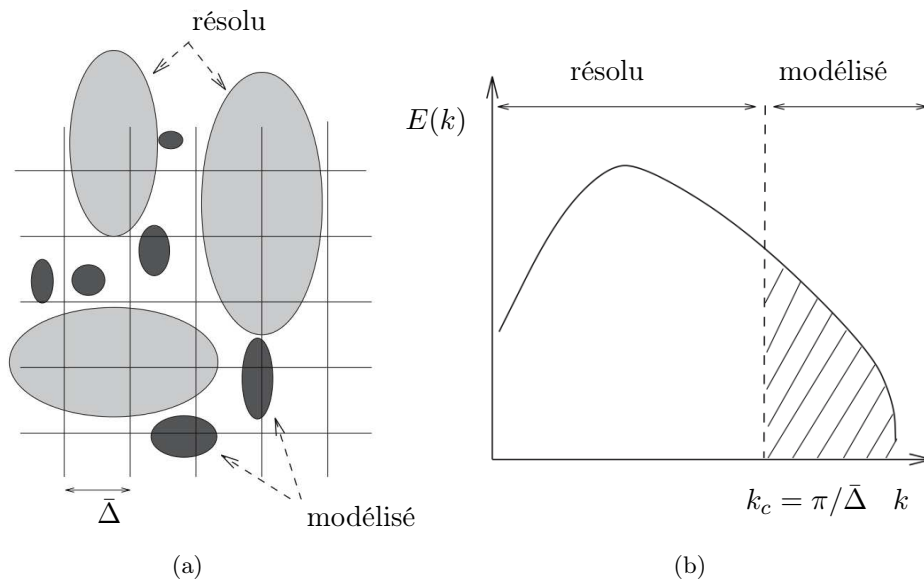 résolu
Δ̄
modélisé
(a)
résolu
modélisé
E(k)
k_c = π/Δ̄
k
(b)